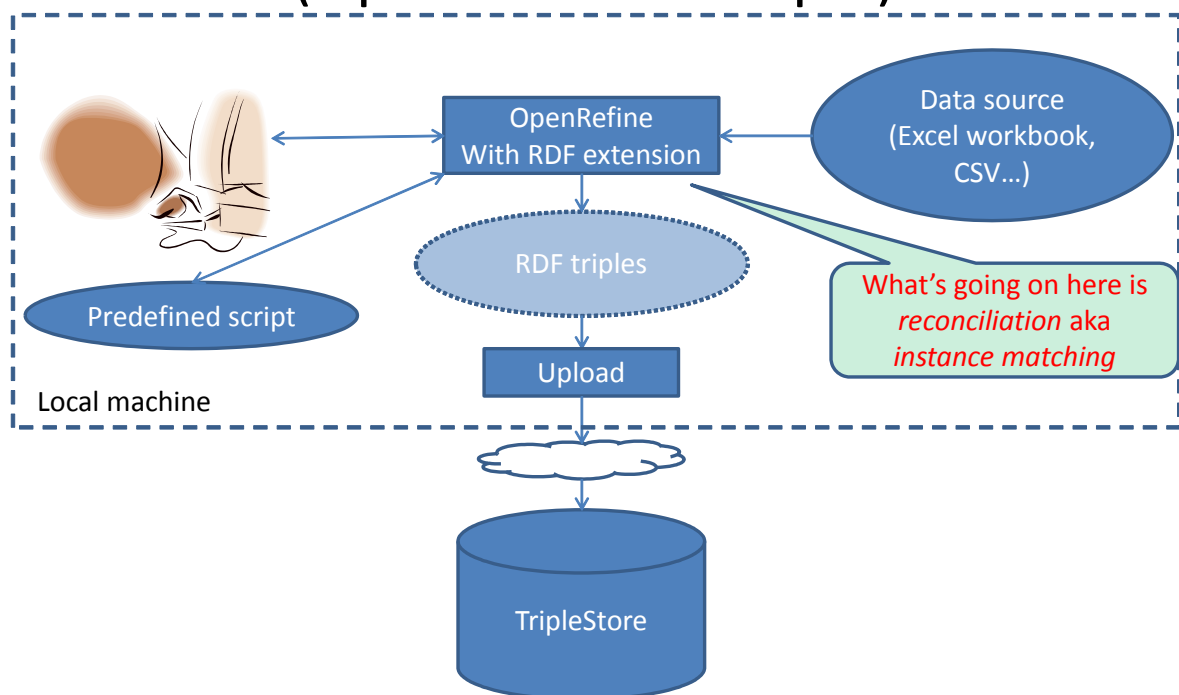 OpenRefine
With RDF extension
Data source
(Excel workbook,
CSV...)
RDF triples
What's going on here is
reconciliation aka
instance matching
Predefined script
Upload
Local machine
TripleStore